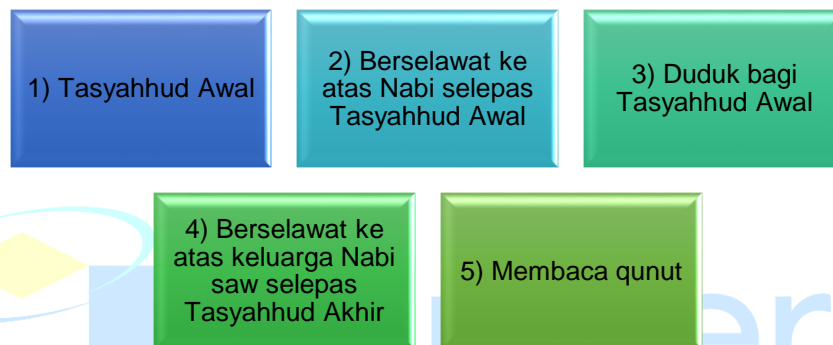 1) Tasyahhud Awal
2) Berselawat ke
atas Nabi selepas
Tasyahhud Awal
3) Duduk bagi
Tasyahhud Awal
4) Berselawat ke
atas keluarga Nabi
saw selepas
Tasyahhud Akhir
5) Membaca qunut